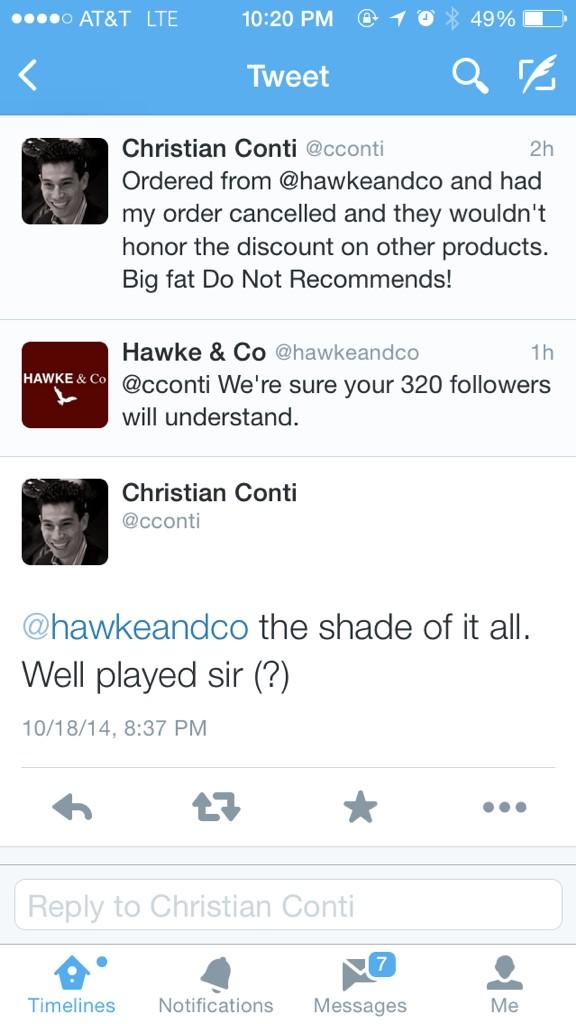 AT&T LTE 10:20 PM 49%
Tweet
Christian Conti @cconti 2h
Ordered from @hawkeandco and had
my order cancelled and they wouldn't
honor the discount on other products.
Big fat Do Not Recommends!
HAWKE & Co
Hawke & Co @hawkeandco 1h
@cconti We're sure your 320 followers
will understand.
Christian Conti
@cconti
@hawkeandco the shade of it all.
Well played sir (?)
10/18/14, 8:37 PM
Reply to Christian Conti
7
Timelines Notifications Messages Me